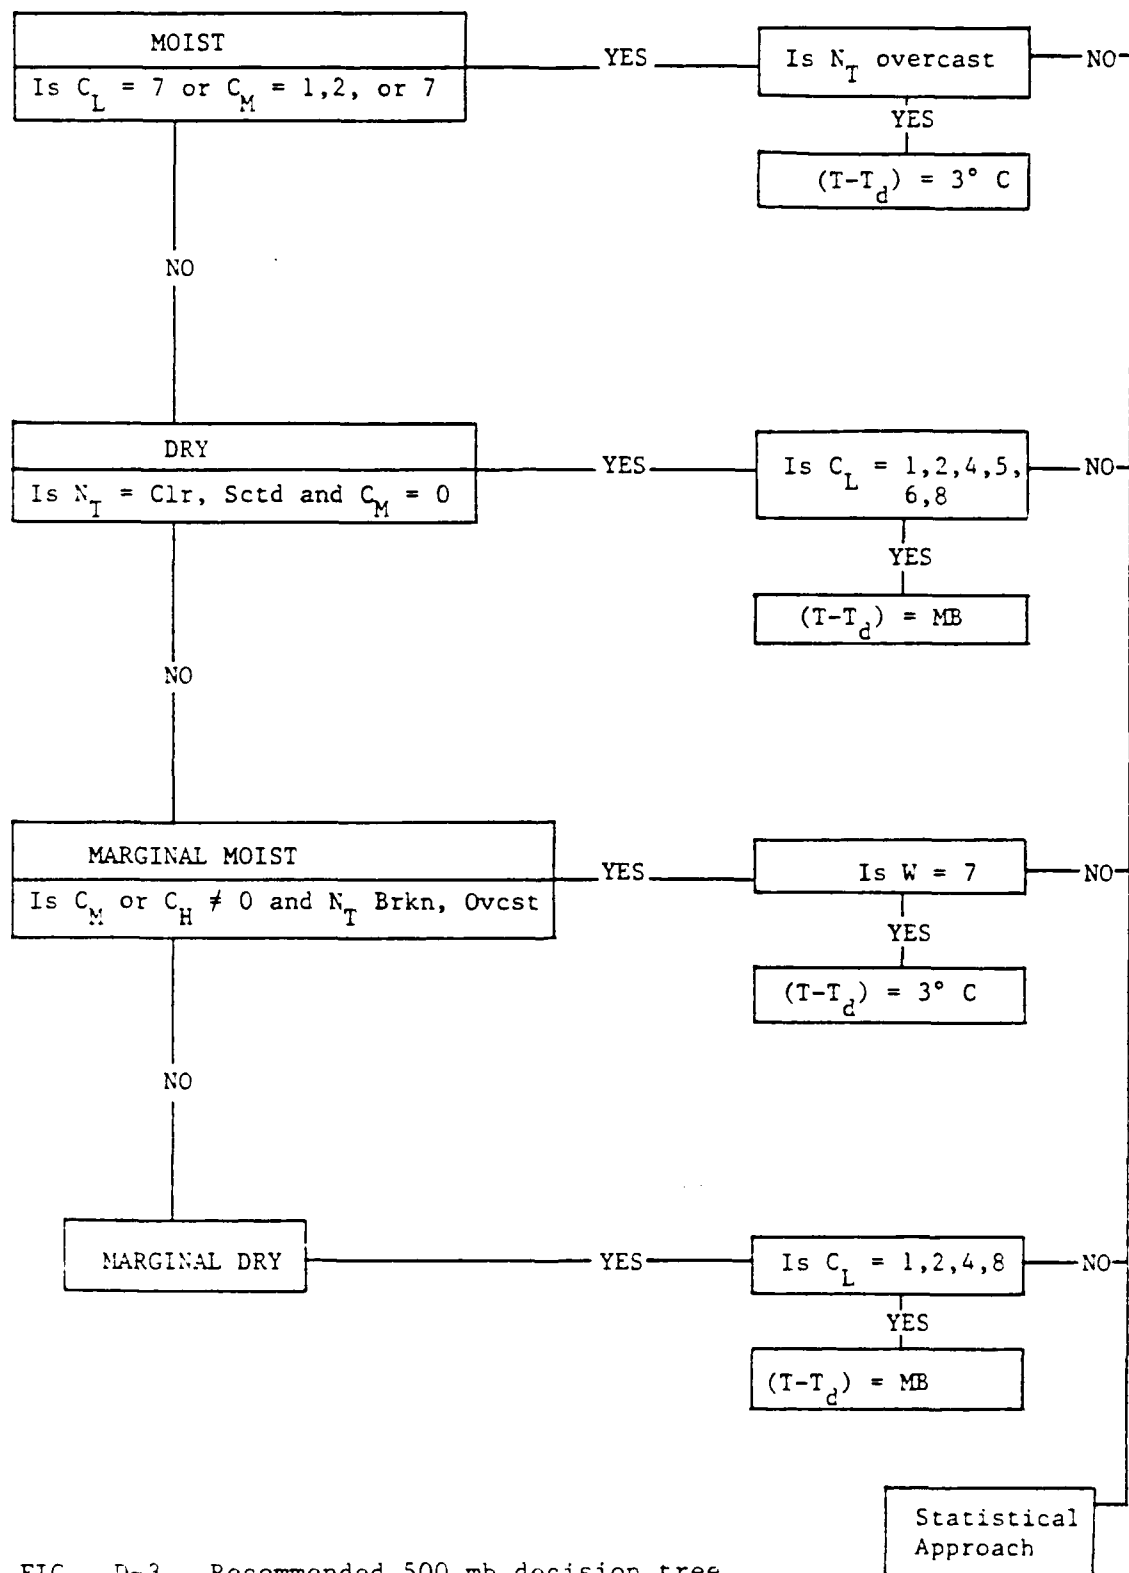 MOIST
Is C_L = 7 or C_M = 1,2, or 7
YES
Is N_T overcast
NO
YES
(T-T_d) = 3° C
NO
DRY
Is N_T = Clr, Sctd and C_M = 0
YES
Is C_L = 1,2,4,5,
6,8
NO
YES
(T-T_d) = MB
NO
MARGINAL MOIST
Is C_M or C_H ≠ 0 and N_T Brkn, Ovcst
YES
Is W = 7
NO
YES
(T-T_d) = 3° C
NO
MARGINAL DRY
YES
Is C_L = 1,2,4,8
NO
YES
(T-T_d) = MB
Statistical
Approach
FIG. D-3. Recommended 500 mb decision tree